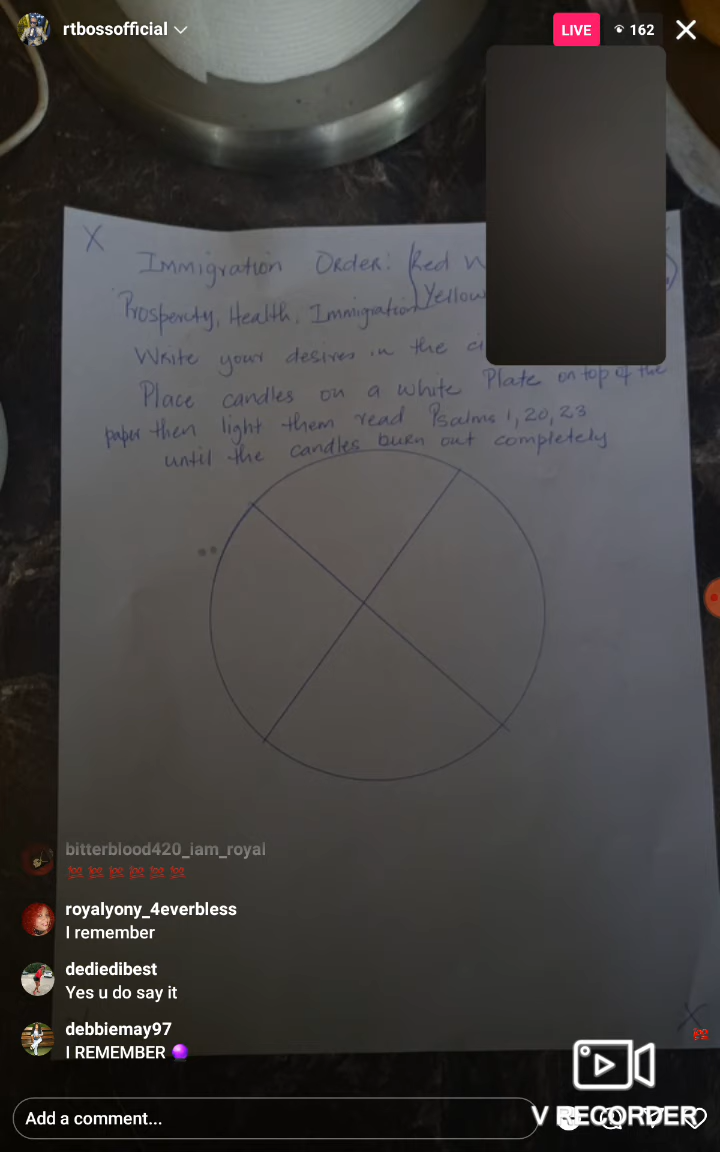 rtbossofficial
LIVE
162
X
Immigration Order: (Red
Prosperity, Health, Immigration Yellow
Write your desires in the
Place candles on a white Plate on top of the
paper then light them read Psalms 1, 20, 23
until the candles burn out completely
bitterblood420_iam_royal
💯💯💯💯💯💯
royalyony_4everbless
I remember
dediedibest
Yes u do say it
debbiemay97
I REMEMBER 🟣
X
Add a comment...
V RECORDER